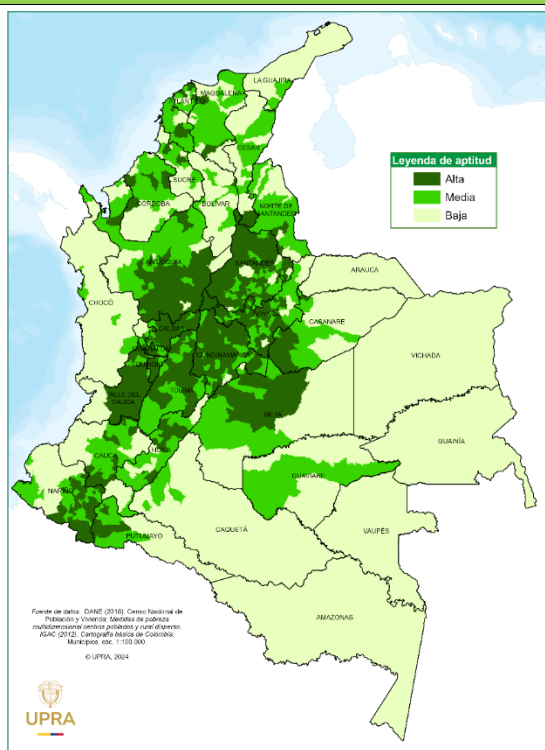 LA GUAJIRA
MAGDALENA
ATLÁNTICO
CESAR
SUCRE
NORTE DE
SANTANDER
CÓRDOBA
BOLÍVAR
ANTIOQUIA
SANTANDER
ARAUCA
CHOCÓ
BOYACÁ
CASANARE
CALDAS
VICHADA
CUNDINAMARCA
QUINDÍO
VALLE DEL
CAUCA
TOLIMA
META
GUAINÍA
HUILA
CAUCA
GUAVIARE
NARIÑO
VAUPÉS
PUTUMAYO
CAQUETÁ
AMAZONAS
Leyenda de aptitud
Alta
Media
Baja
Fuente de datos: DANE (2018). Censo Nacional de
Población y Vivienda: Medidas de pobreza
multidimensional centros poblados y rural disperso.
IGAC (2012). Cartografía básica de Colombia:
Municipios. esc. 1:100.000.
© UPRA, 2024
UPRA